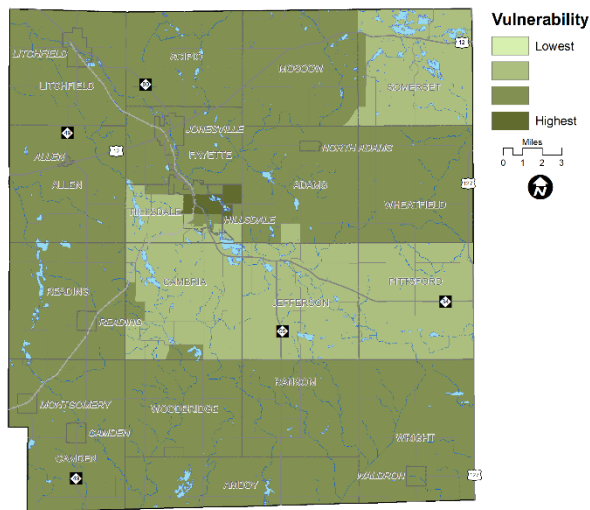 Vulnerability
Lowest
Highest
Miles
0 1 2 3
N
12
LITCHFIELD
LITCHFIELD
MOSCOW
SOMERSET
JONESVILLE
FAYETTE
NORTH ADAMS
ALLEN
ALLEN
ADAMS
WHEATFIELD
HILLSDALE
HILLSDALE
READING
CAMBRIA
JEFFERSON
PITTSFORD
READING
RANSOM
MONTGOMERY
WOODBRIDGE
CAMDEN
WRIGHT
CAMDEN
WALDRON
AMBOY